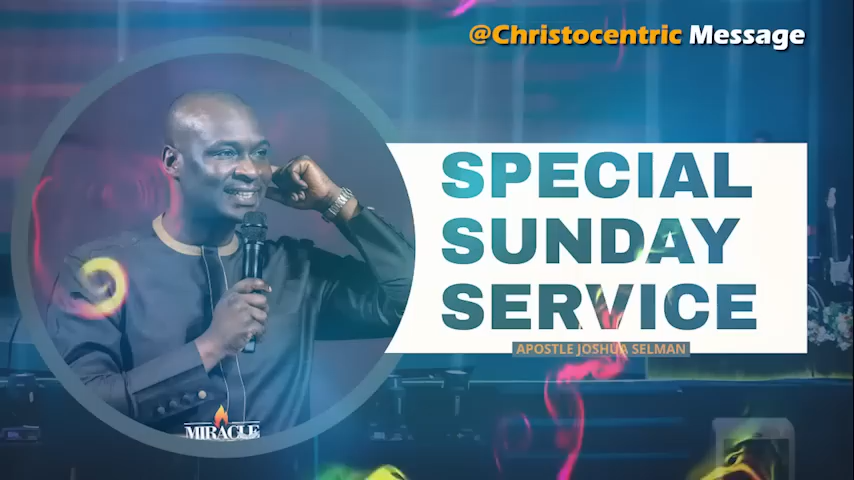 @Christocentric Message
SPECIAL
SUNDAY
SERVICE
APOSTLE JOSHUA SELMAN
MIRACLE